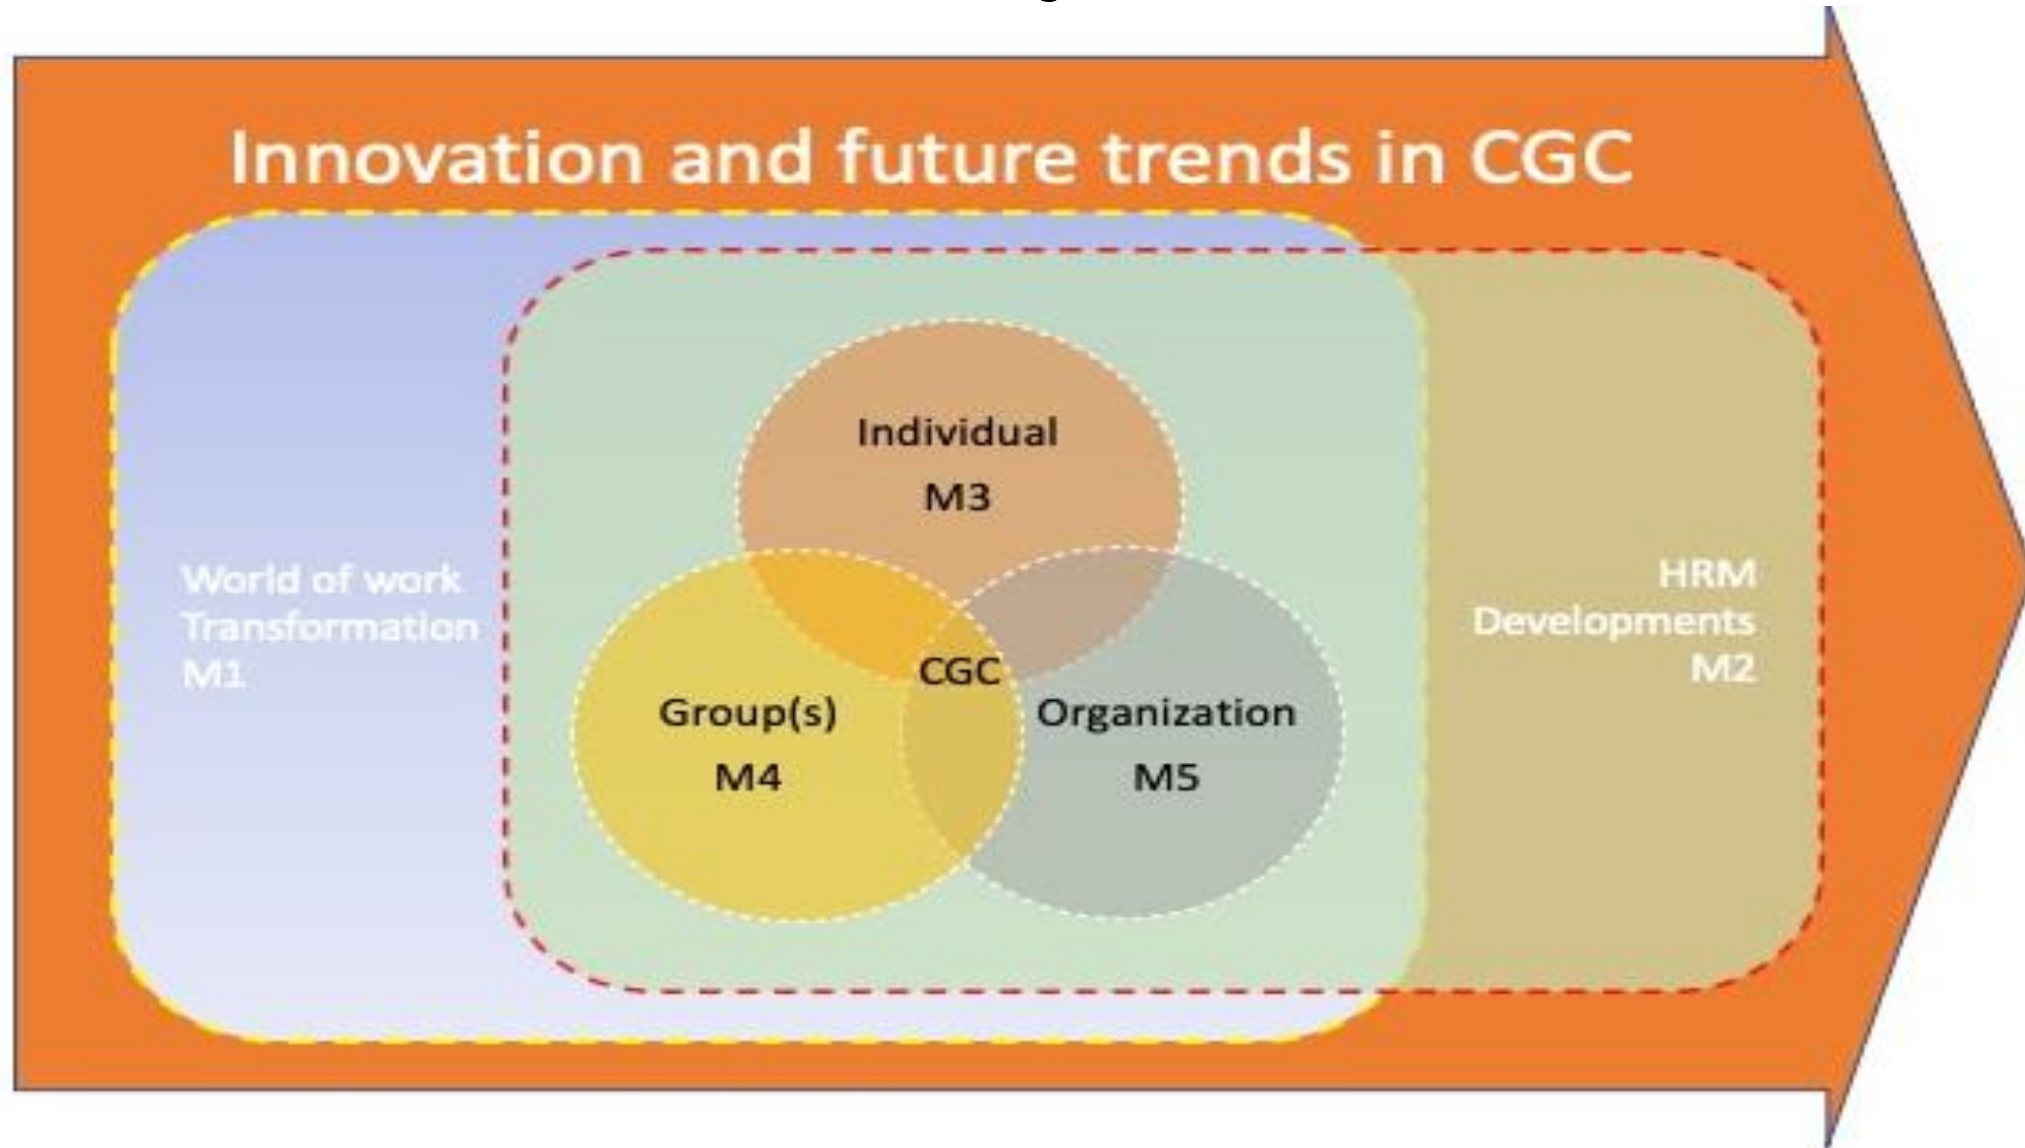 Innovation and future trends in CGC
Individual
M3
World of work
Transformation
M1
HRM
Developments
M2
CGC
Group(s)
M4
Organization
M5